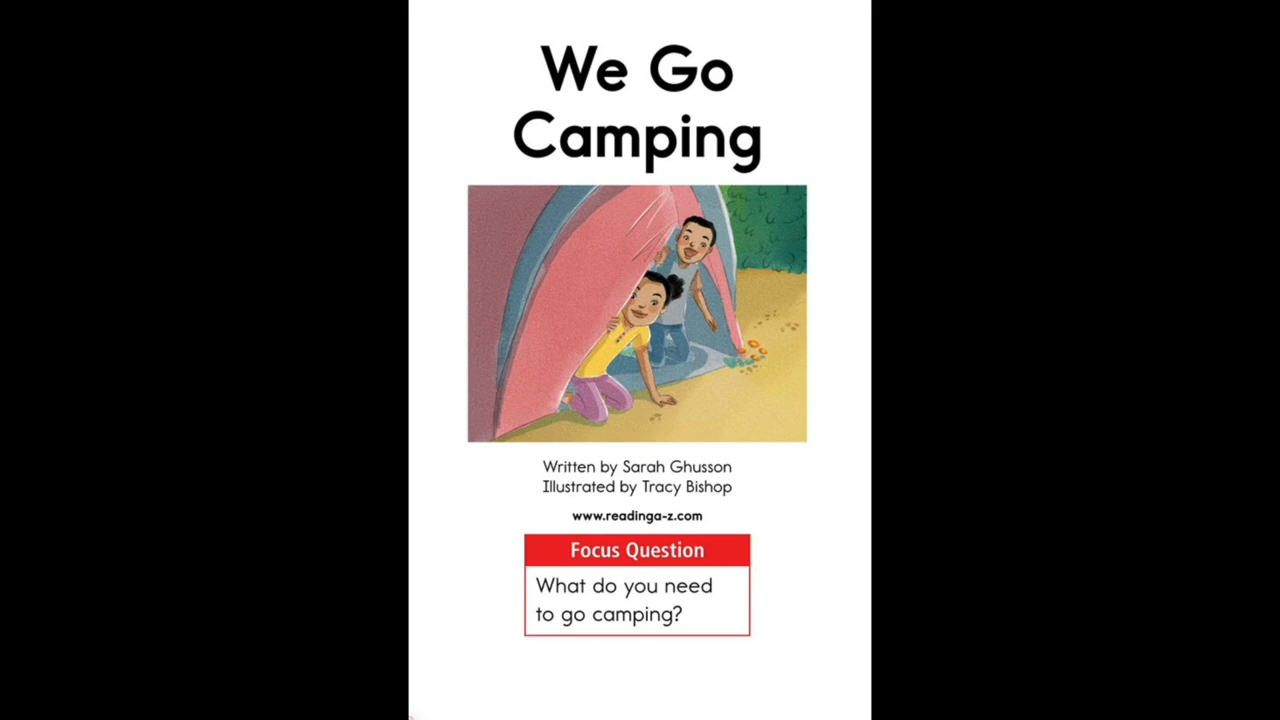 We Go
Camping
Written by Sarah Ghusson
Illustrated by Tracy Bishop
www.readinga-z.com
Focus Question
What do you need
to go camping?